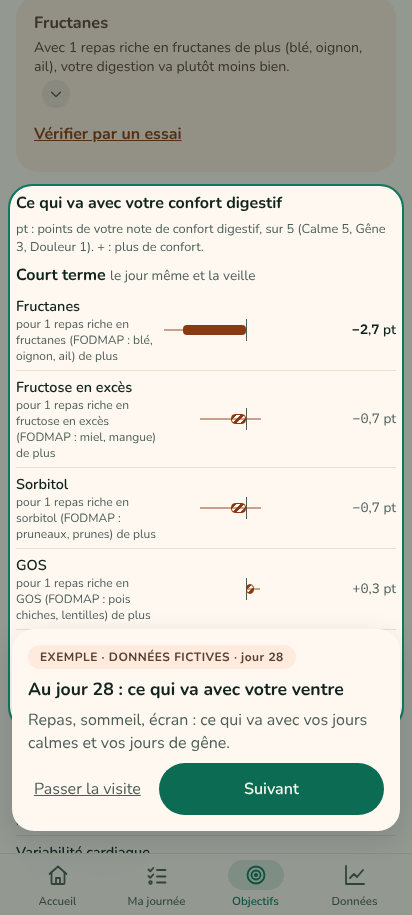 Fructanes
Avec 1 repas riche en fructanes de plus (blé, oignon,
ail), votre digestion va plutôt moins bien.
Vérifier par un essai
Ce qui va avec votre confort digestif
pt : points de votre note de confort digestif, sur 5 (Calme 5, Gêne
3, Douleur 1). + : plus de confort.
Court terme le jour même et la veille
Fructanes
pour 1 repas riche en
fructanes (FODMAP : blé,
oignon, ail) de plus
−2,7 pt
Fructose en excès
pour 1 repas riche en
fructose en excès
(FODMAP : miel, mangue)
de plus
−0,7 pt
Sorbitol
pour 1 repas riche en
sorbitol (FODMAP :
pruneaux, prunes) de plus
−0,7 pt
GOS
pour 1 repas riche en
GOS (FODMAP : pois
chiches, lentilles) de plus
+0,3 pt
EXEMPLE · DONNÉES FICTIVES · jour 28
Au jour 28 : ce qui va avec votre ventre
Repas, sommeil, écran : ce qui va avec vos jours
calmes et vos jours de gêne.
Passer la visite
Suivant
Variabilité cardiaque
Accueil
Ma journée
Objectifs
Données